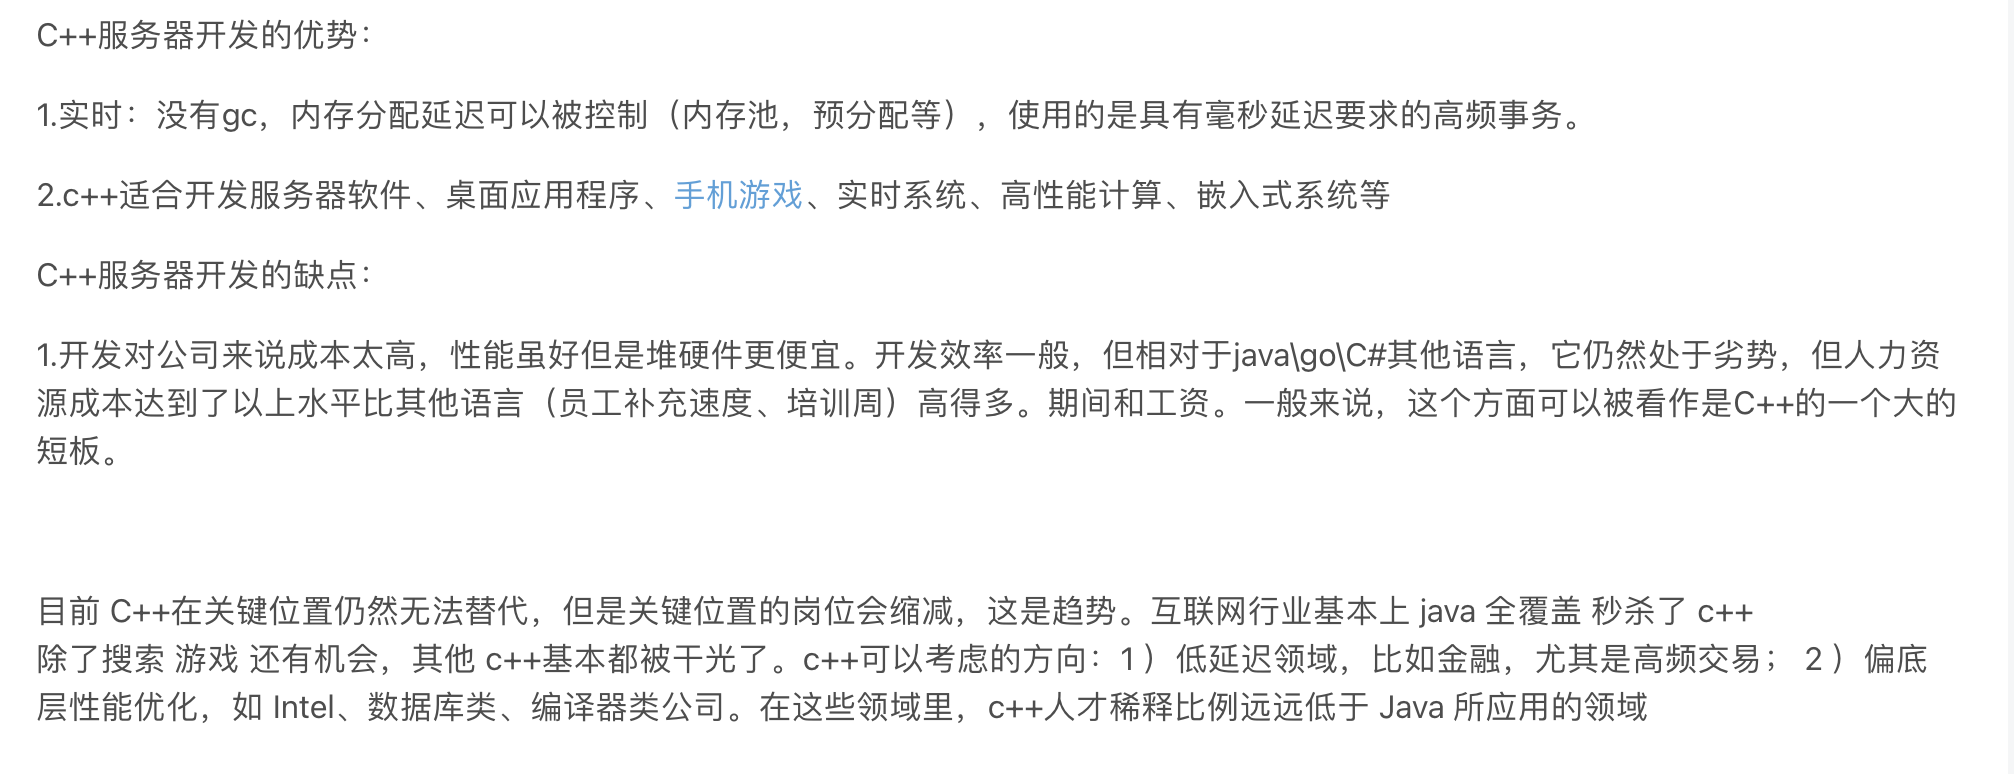 C++服务器开发的优势：
1.实时：没有gc，内存分配延迟可以被控制（内存池，预分配等），使用的是具有毫秒延迟要求的高频事务。
2.c++适合开发服务器软件、桌面应用程序、手机游戏、实时系统、高性能计算、嵌入式系统等
C++服务器开发的缺点：
1.开发对公司来说成本太高，性能虽好但是堆硬件更便宜。开发效率一般，但相对于java\go\C#其他语言，它仍然处于劣势，但人力资
源成本达到了以上水平比其他语言（员工补充速度、培训周）高得多。期间和工资。一般来说，这个方面可以被看作是C++的一个大的
短板。
目前 C++在关键位置仍然无法替代，但是关键位置的岗位会缩减，这是趋势。互联网行业基本上 java 全覆盖 秒杀了 c++
除了搜索 游戏 还有机会，其他 c++基本都被干光了。c++可以考虑的方向：1 ）低延迟领域，比如金融，尤其是高频交易； 2 ）偏底
层性能优化，如 Intel、数据库类、编译器类公司。在这些领域里，c++人才稀释比例远远低于 Java 所应用的领域